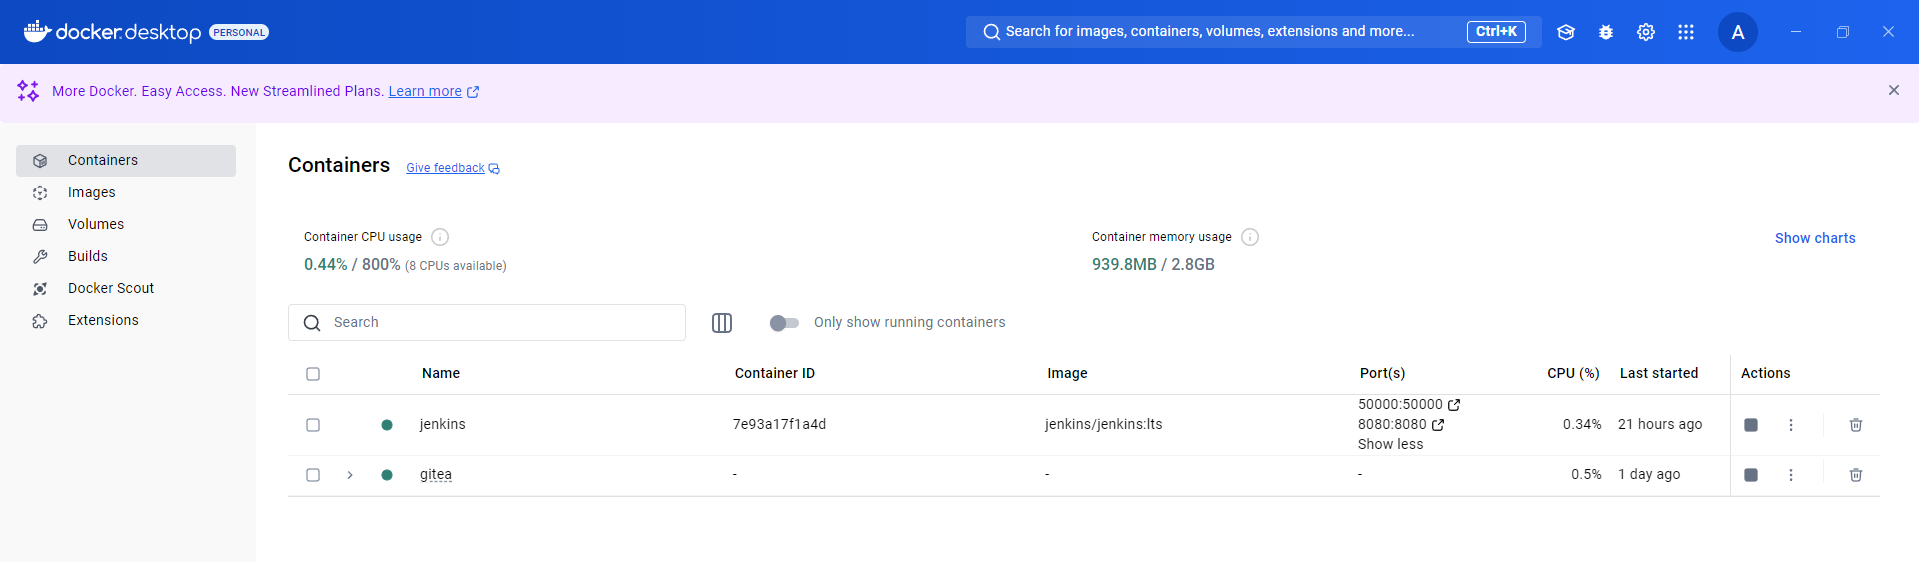 docker desktop PERSONAL
Search for images, containers, volumes, extensions and more... Ctrl+K
A
More Docker. Easy Access. New Streamlined Plans. Learn more
Containers
Images
Volumes
Builds
Docker Scout
Extensions
Containers Give feedback
Container CPU usage
0.44% / 800% (8 CPUs available)
Container memory usage
939.8MB / 2.8GB
Show charts
Search
Only show running containers
Name Container ID Image Port(s) CPU (%) Last started Actions
jenkins 7e93a17f1a4d jenkins/jenkins:lts 50000:50000
8080:8080
Show less
0.34% 21 hours ago
gitea - - - 0.5% 1 day ago